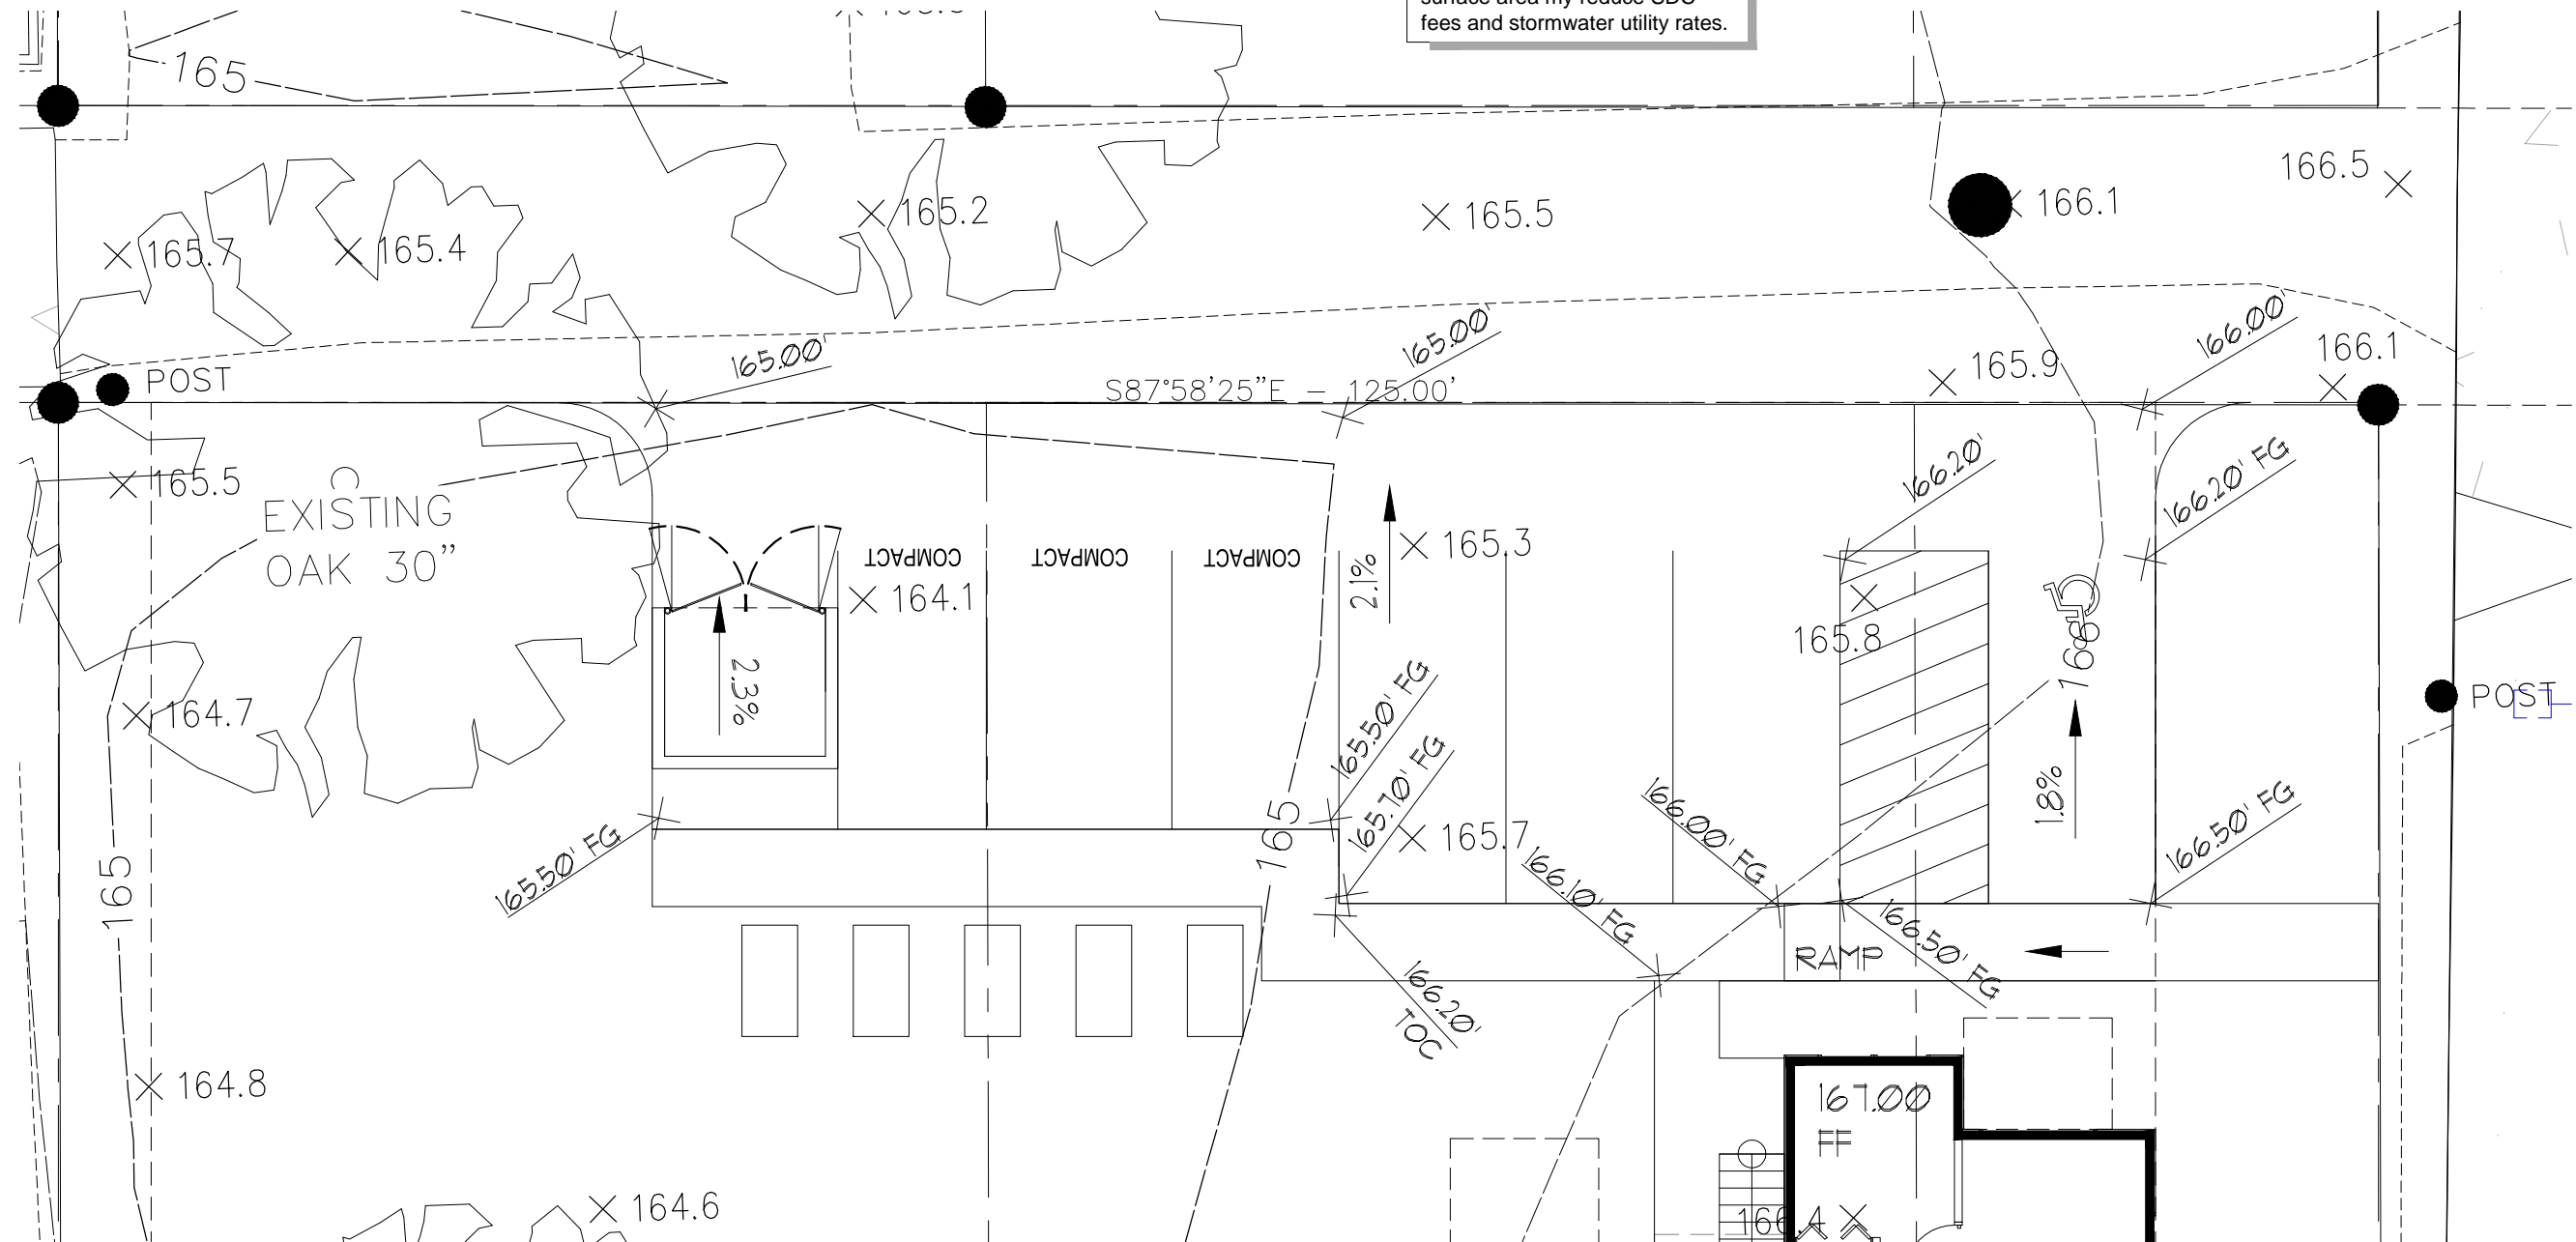 fees and stormwater utility rates.
165
166.5
166.1
165.2
165.5
165.7
165.4
165.00'
165.00'
166.00'
166.1
165.9
POST
S87°58'25"E – 125.00'
165.5
EXISTING
OAK 30"
166.20'
166.20' FG
COMPACT
COMPACT
COMPACT
164.1
2.1%
165.3
165.8
2.3%
164.7
165.50' FG
POST
165.70' FG
165.7
166.00' FG
1.8%
166.50' FG
165
165.50' FG
165
166.10' FG
RAMP
166.50' FG
166.20'
TOC
164.8
167.00
FF
164.6
166.4